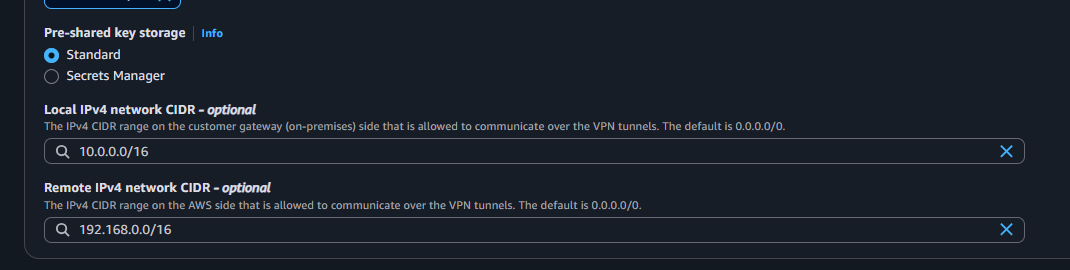 Pre-shared key storage Info
Standard
Secrets Manager
Local IPv4 network CIDR - optional
The IPv4 CIDR range on the customer gateway (on-premises) side that is allowed to communicate over the VPN tunnels. The default is 0.0.0.0/0.
10.0.0.0/16
Remote IPv4 network CIDR - optional
The IPv4 CIDR range on the AWS side that is allowed to communicate over the VPN tunnels. The default is 0.0.0.0/0.
192.168.0.0/16